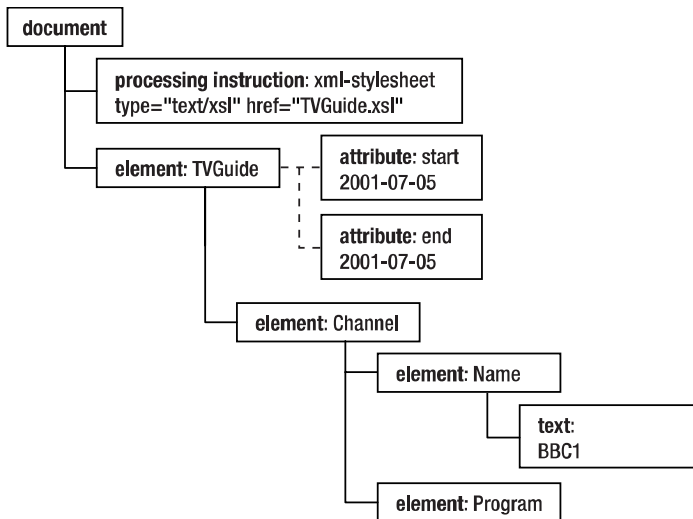 document
processing instruction: xml-stylesheet
type="text/xsl" href="TVGuide.xsl"
element: TVGuide
attribute: start
2001-07-05
attribute: end
2001-07-05
element: Channel
element: Name
text:
BBC1
element: Program